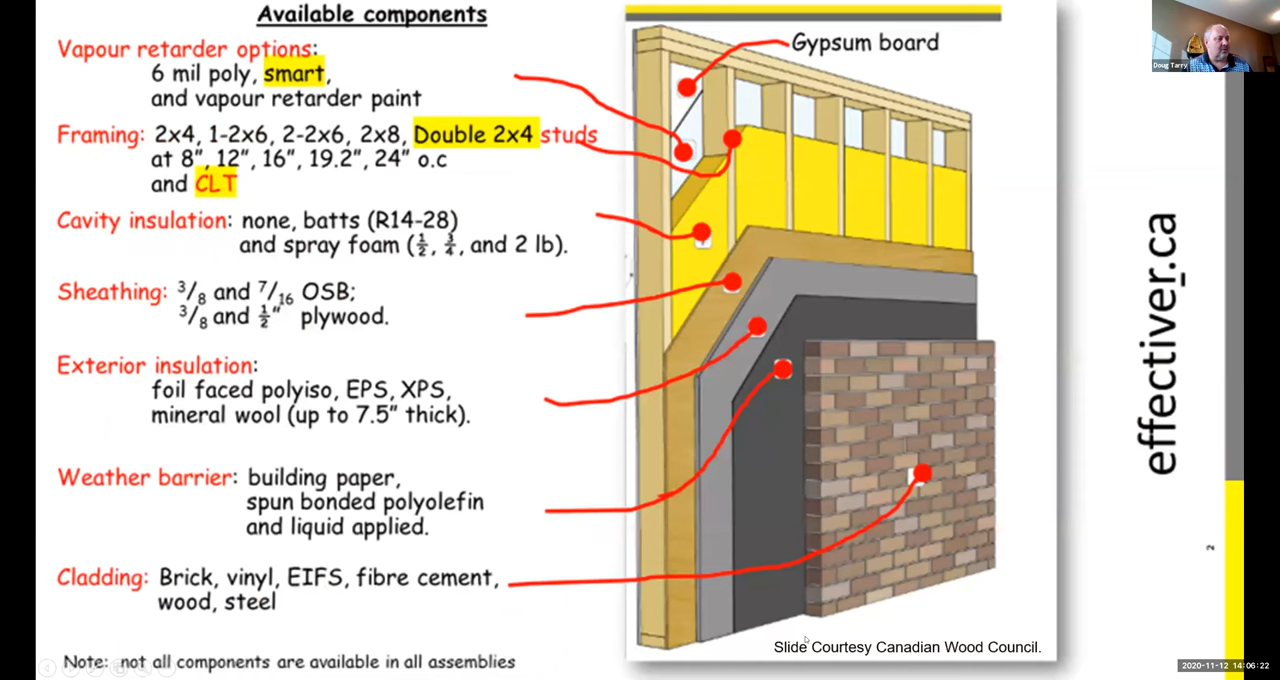 Available components
Vapour retarder options:
6 mil poly, smart,
and vapour retarder paint
Framing: 2x4, 1-2x6, 2-2x6, 2x8, Double 2x4 studs
at 8”, 12”, 16”, 19.2”, 24” o.c
and CLT
Cavity insulation: none, batts (R14-28)
and spray foam (½, ¾, and 2 lb).
Sheathing: 3/8 and 7/16 OSB;
3/8 and ½” plywood.
Exterior insulation:
foil faced polyiso, EPS, XPS,
mineral wool (up to 7.5” thick).
Weather barrier: building paper,
spun bonded polyolefin
and liquid applied.
Cladding: Brick, vinyl, EIFS, fibre cement,
wood, steel
Note: not all components are available in all assemblies
Gypsum board
Slide Courtesy Canadian Wood Council.
effectiver.ca
2
Doug Tarry
2020-11-12 14:06:22